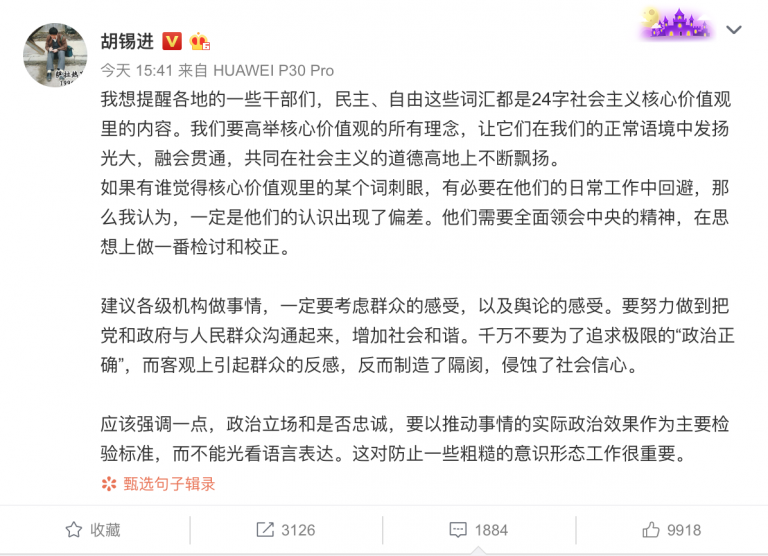 胡锡进
今天 15:41 来自 HUAWEI P30 Pro
我想提醒各地的一些干部们，民主、自由这些词汇都是24字社会主义核心价值观
里的内容。我们要高举核心价值观的所有理念，让它们在我们的正常语境中发扬
光大，融会贯通，共同在社会主义的道德高地上不断飘扬。
如果有谁觉得核心价值观里的某个词刺眼，有必要在他们的日常工作中回避，那
么我认为，一定是他们的认识出现了偏差。他们需要全面领会中央的精神，在思
想上做一番检讨和校正。
建议各级机构做事情，一定要考虑群众的感受，以及舆论的感受。要努力做到把
党和政府与人民群众沟通起来，增加社会和谐。千万不要为了追求极限的“政治正
确”，而客观上引起群众的反感，反而制造了隔阂，侵蚀了社会信心。
应该强调一点，政治立场和是否忠诚，要以推动事情的实际政治效果作为主要检
验标准，而不能光看语言表达。这对防止一些粗糙的意识形态工作很重要。
甄选句子辑录
收藏 3126 1884 9918